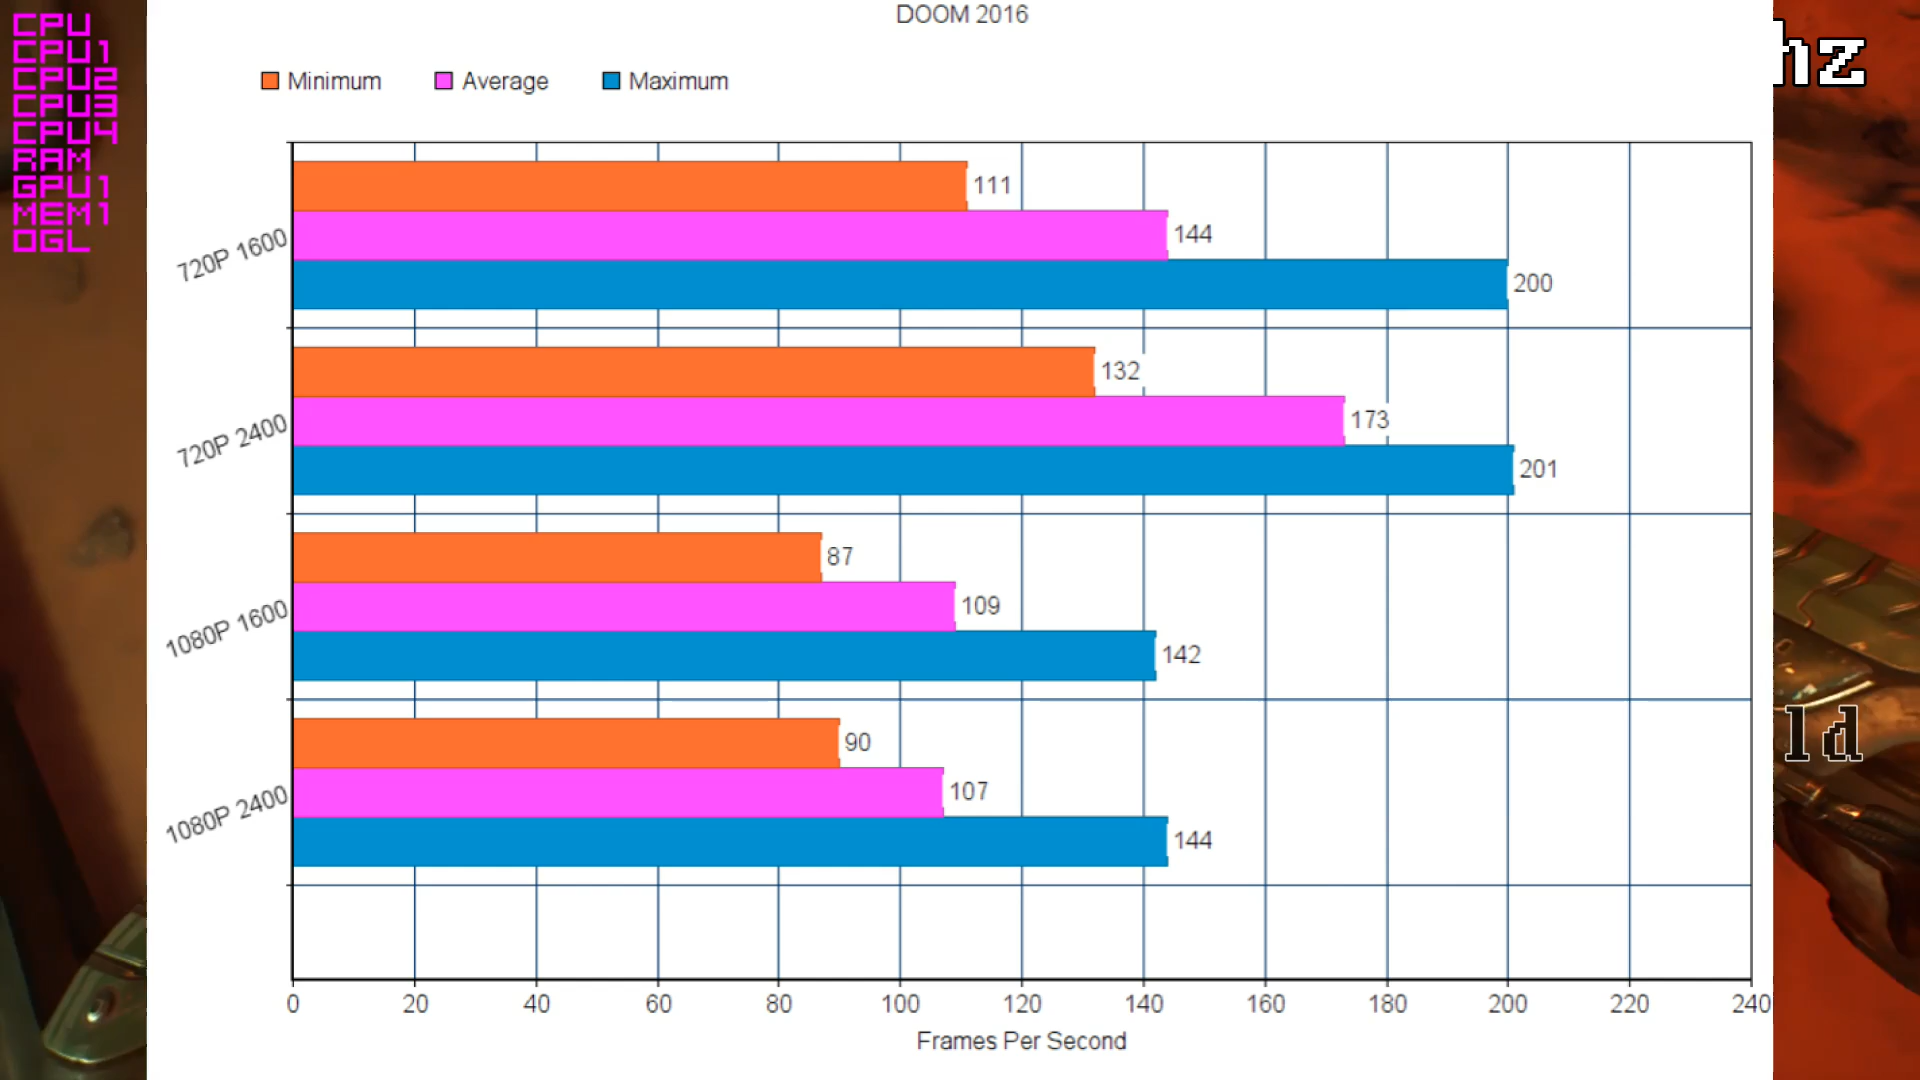 DOOM 2016
CPU
CPU1
CPU2
CPU3
CPU4
RAM
GPU1
MEM1
OGL
hz
Minimum Average Maximum
720P 1600
111
144
200
720P 2400
132
173
201
1080P 1600
87
109
142
1080P 2400
90
107
144
ld
0 20 40 60 80 100 120 140 160 180 200 220 240
Frames Per Second